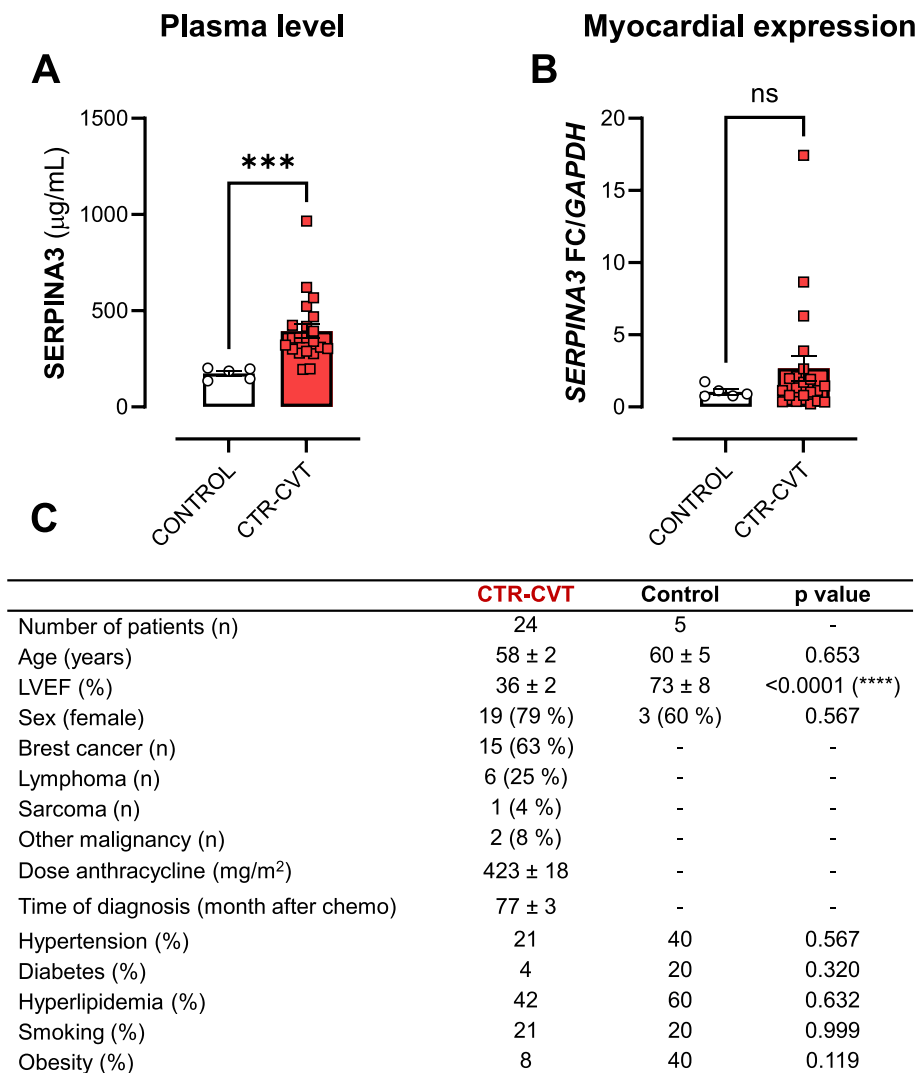 Plasma level
Myocardial expression
A
B
SERPINA3 (μg/mL)
1500
1000
500
0
***
CONTROL
CTR-CVT
SERPINA3 FC/GAPDH
20
15
10
5
0
ns
CONTROL
CTR-CVT
C
CTR-CVT Control p value
Number of patients (n) 24 5 -
Age (years) 58 ± 2 60 ± 5 0.653
LVEF (%) 36 ± 2 73 ± 8 <0.0001 (****)
Sex (female) 19 (79 %) 3 (60 %) 0.567
Brest cancer (n) 15 (63 %) - -
Lymphoma (n) 6 (25 %) - -
Sarcoma (n) 1 (4 %) - -
Other malignancy (n) 2 (8 %) - -
Dose anthracycline (mg/m²) 423 ± 18 - -
Time of diagnosis (month after chemo) 77 ± 3 - -
Hypertension (%) 21 40 0.567
Diabetes (%) 4 20 0.320
Hyperlipidemia (%) 42 60 0.632
Smoking (%) 21 20 0.999
Obesity (%) 8 40 0.119